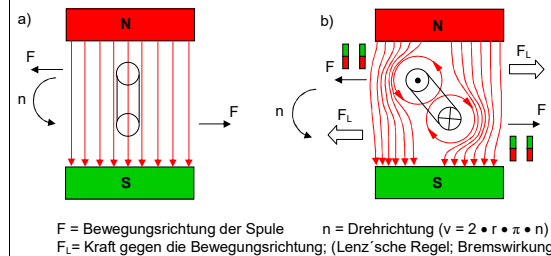 a)
N
F
n
F
S
b)
N
F
F_L
n
F_L
F
S
F = Bewegungsrichtung der Spule n = Drehrichtung (v = 2 • r • π • n)
F_L= Kraft gegen die Bewegungsrichtung; (Lenz´sche Regel; Bremswirkung